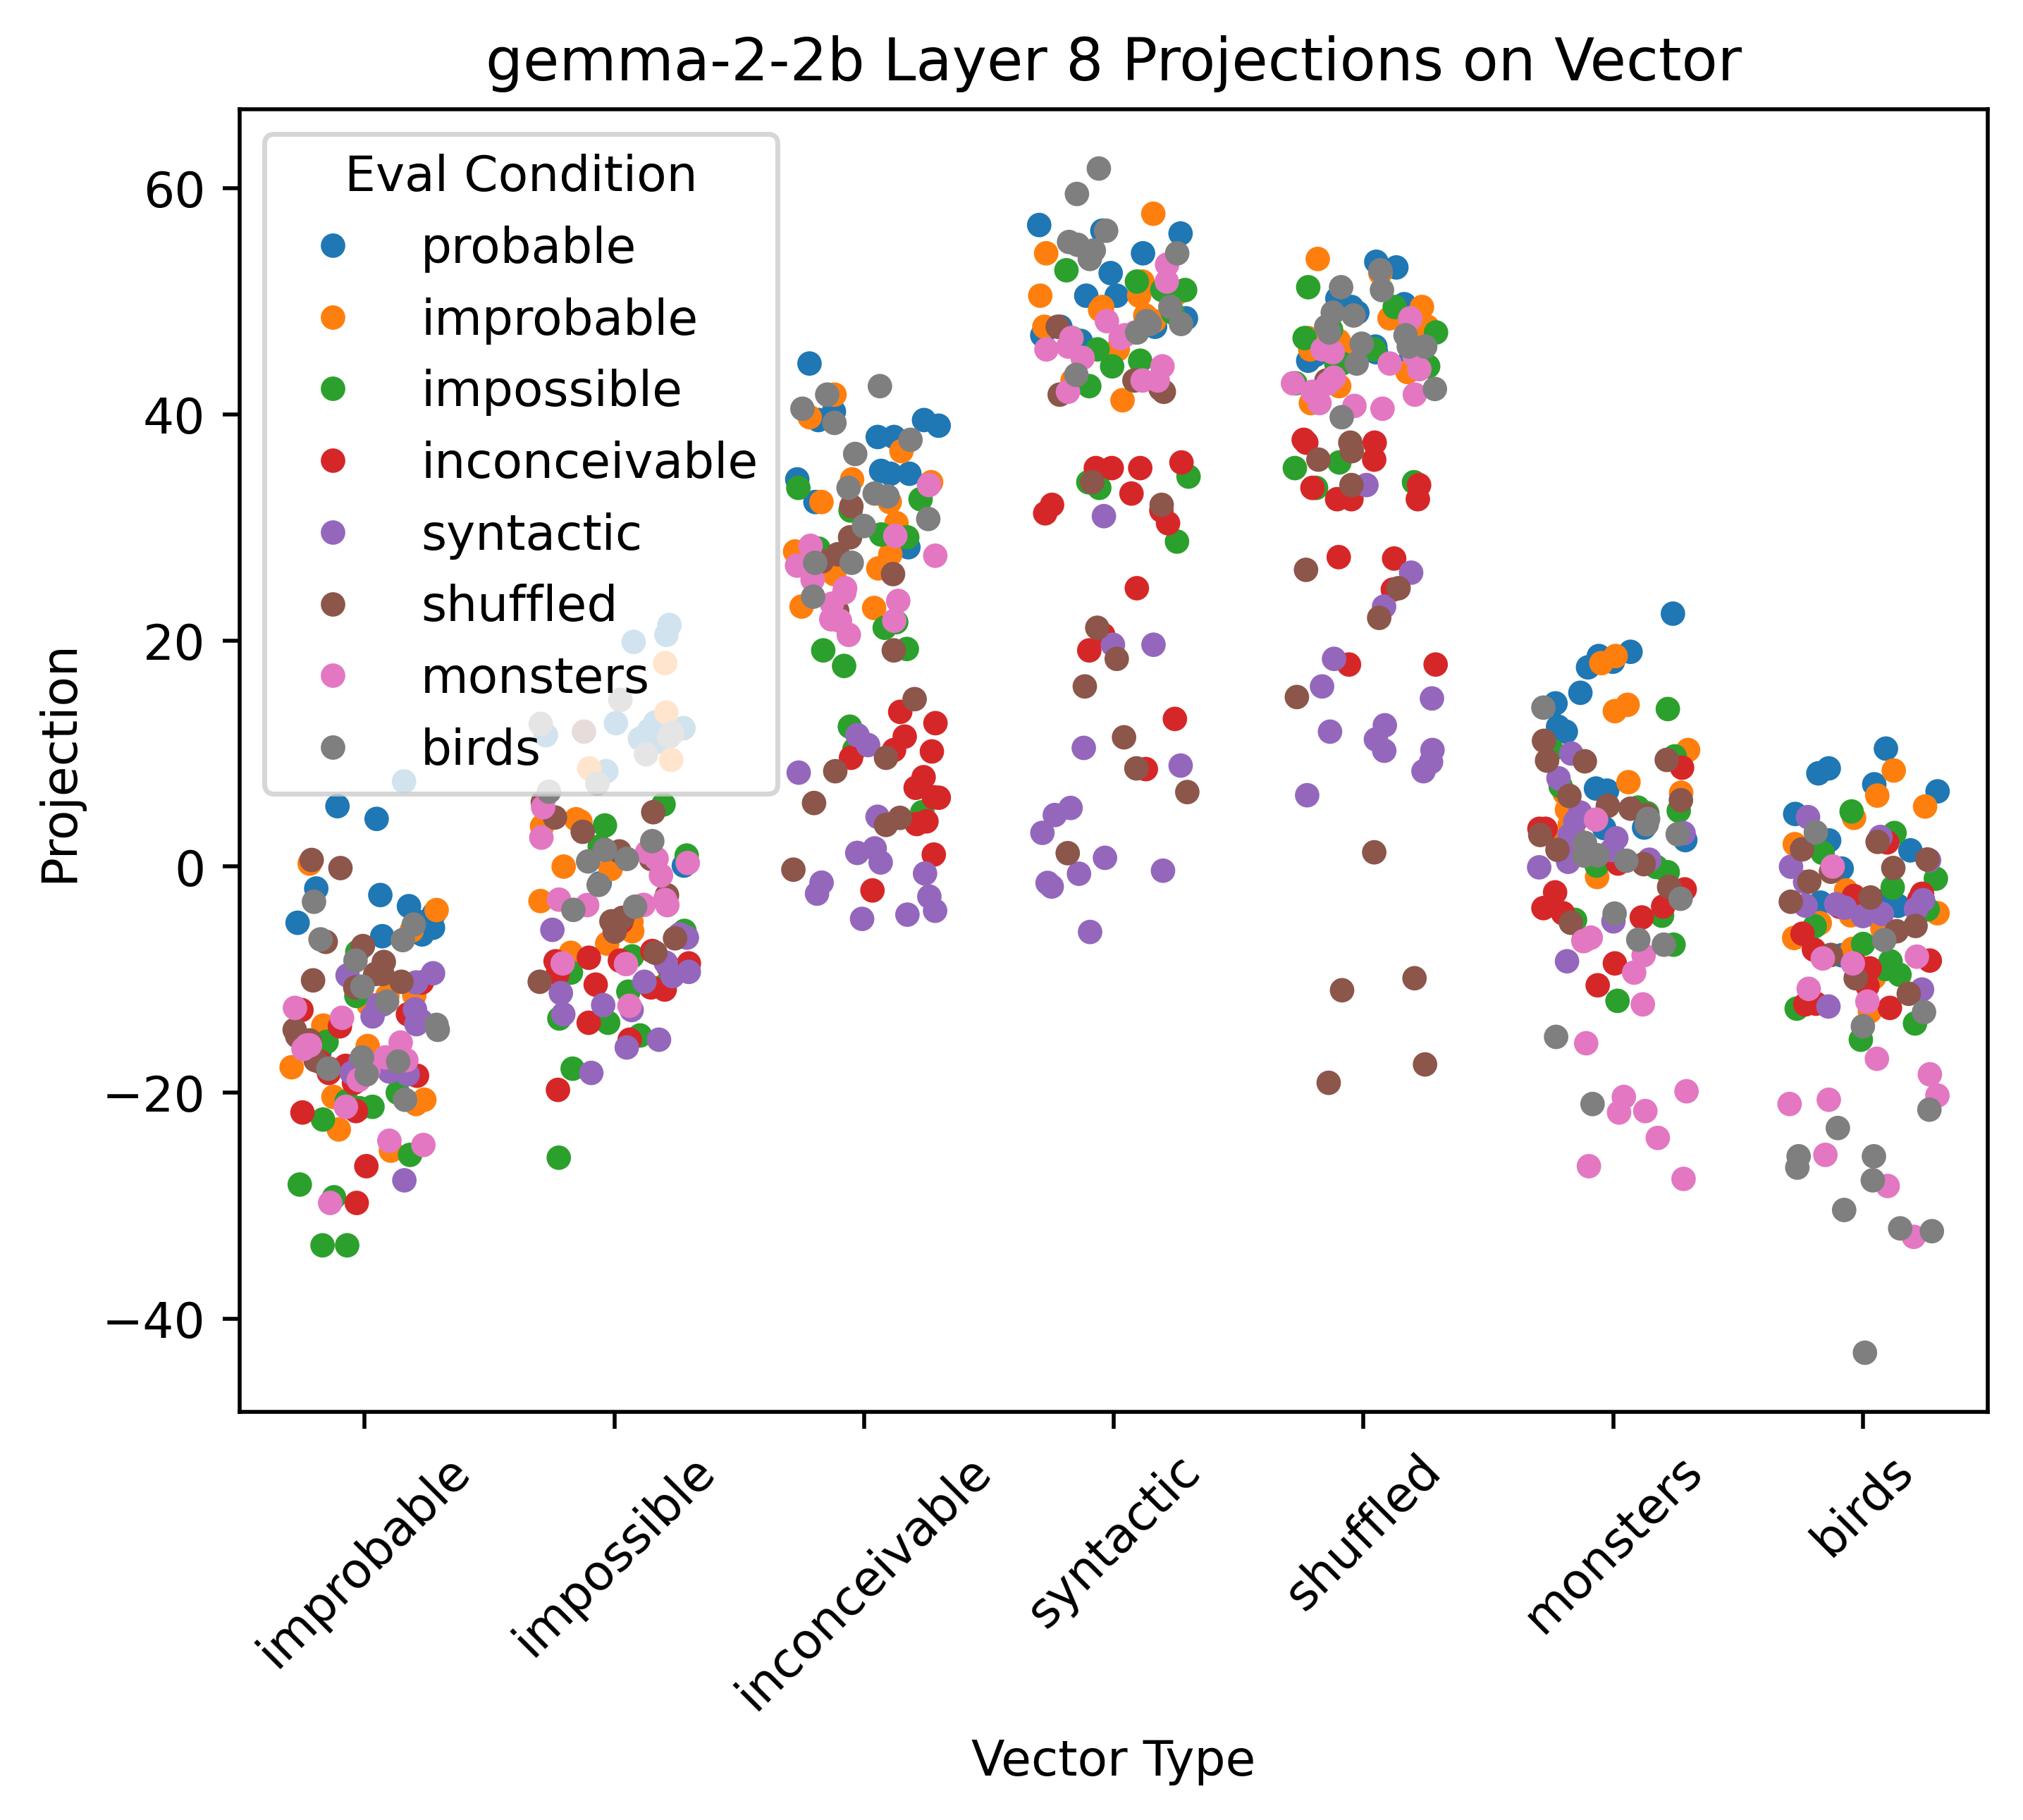 gemma-2-2b Layer 8 Projections on Vector
Eval Condition
probable
improbable
impossible
inconceivable
syntactic
shuffled
monsters
birds
Projection
60
40
20
0
−20
−40
improbable
impossible
inconceivable
syntactic
shuffled
monsters
birds
Vector Type